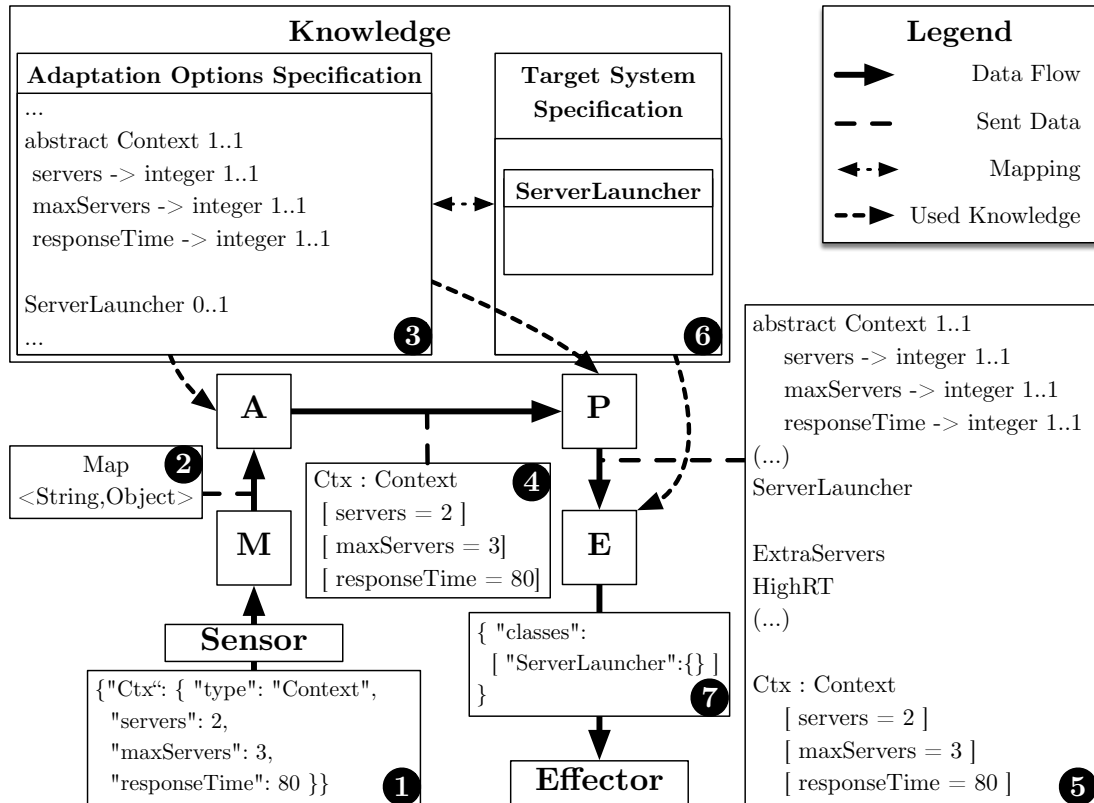 Knowledge
Adaptation Options Specification
...
abstract Context 1..1
servers -> integer 1..1
maxServers -> integer 1..1
responseTime -> integer 1..1
ServerLauncher 0..1
...
3
Target System
Specification
ServerLauncher
6
Legend
Data Flow
Sent Data
Mapping
Used Knowledge
A
P
2
Map
<String,Object>
M
E
Ctx : Context
[ servers = 2 ]
[ maxServers = 3]
[ responseTime = 80]
4
Sensor
{"Ctx“: { "type": "Context",
"servers": 2,
"maxServers": 3,
"responseTime": 80 }}
1
{ "classes":
[ "ServerLauncher":{} ]
}
7
Effector
abstract Context 1..1
servers -> integer 1..1
maxServers -> integer 1..1
responseTime -> integer 1..1
(...)
ServerLauncher
ExtraServers
HighRT
(...)
Ctx : Context
[ servers = 2 ]
[ maxServers = 3 ]
[ responseTime = 80 ]
5